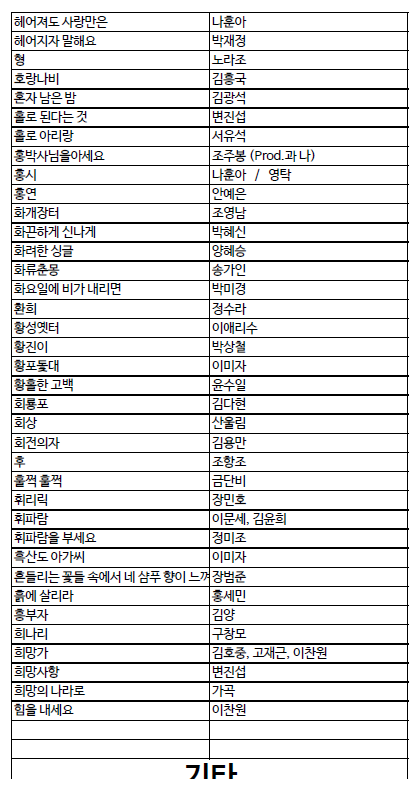 헤어져도 사랑만은 나훈아
헤어지자 말해요 박재정
형 노라조
호랑나비 김흥국
혼자 남은 밤 김광석
홀로 된다는 것 변진섭
홀로 아리랑 서유석
홍박사님을아세요 조주봉 (Prod.과 나)
홍시 나훈아 / 영탁
홍연 안예은
화개장터 조영남
화끈하게 신나게 박혜신
화려한 싱글 양혜승
화류춘몽 송가인
화요일에 비가 내리면 박미경
환희 정수라
황성옛터 이애리수
황진이 박상철
황포돛대 이미자
황홀한 고백 윤수일
회룡포 김다현
회상 산울림
회전의자 김용만
후 조항조
훌쩍 훌쩍 금단비
휘리릭 장민호
휘파람 이문세, 김윤희
휘파람을 부세요 정미조
흑산도 아가씨 이미자
흔들리는 꽃들 속에서 네 샴푸 향이 느껴 장범준
흙에 살리라 홍세민
흥부자 김양
희나리 구창모
희망가 김호중, 고재근, 이찬원
희망사항 변진섭
희망의 나라로 가곡
힘을 내세요 이찬원
기타